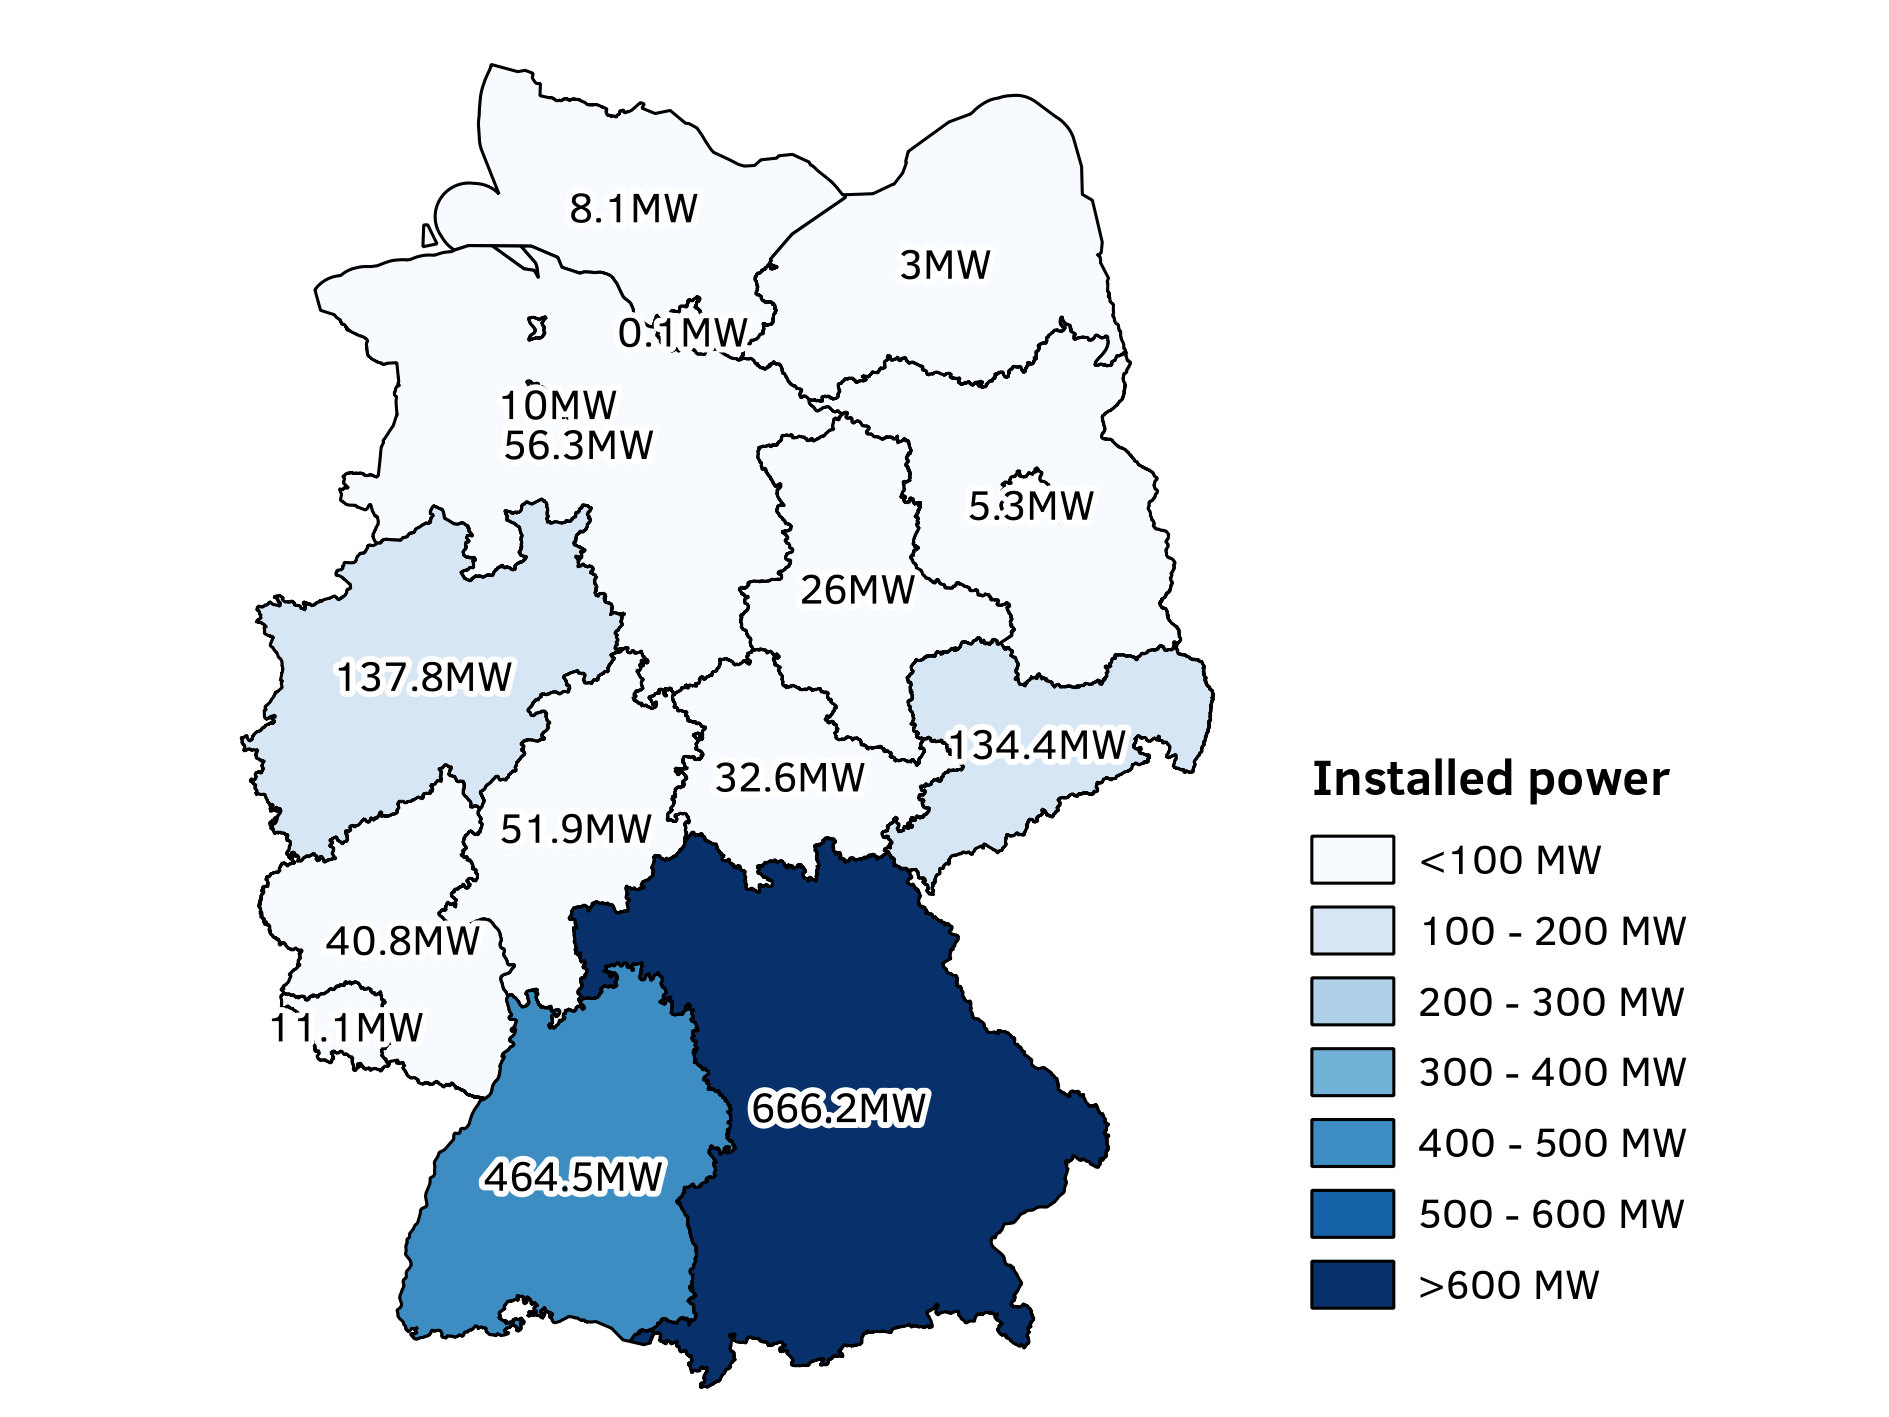 8.1MW
3MW
0.1MW
10MW
56.3MW
5.3MW
26MW
137.8MW
134.4MW
32.6MW
51.9MW
40.8MW
11.1MW
666.2MW
464.5MW
Installed power
<100 MW
100 - 200 MW
200 - 300 MW
300 - 400 MW
400 - 500 MW
500 - 600 MW
>600 MW